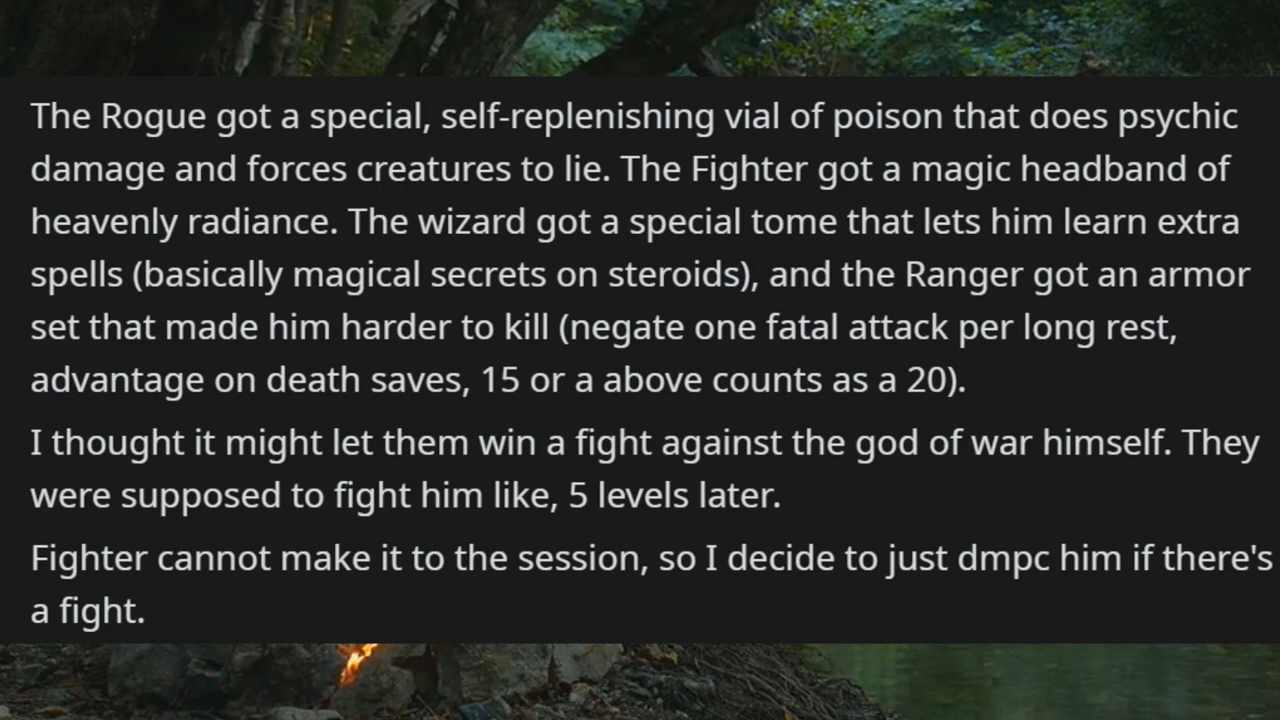 The Rogue got a special, self-replenishing vial of poison that does psychic
damage and forces creatures to lie. The Fighter got a magic headband of
heavenly radiance. The wizard got a special tome that lets him learn extra
spells (basically magical secrets on steroids), and the Ranger got an armor
set that made him harder to kill (negate one fatal attack per long rest,
advantage on death saves, 15 or a above counts as a 20).
I thought it might let them win a fight against the god of war himself. They
were supposed to fight him like, 5 levels later.
Fighter cannot make it to the session, so I decide to just dmpc him if there's
a fight.